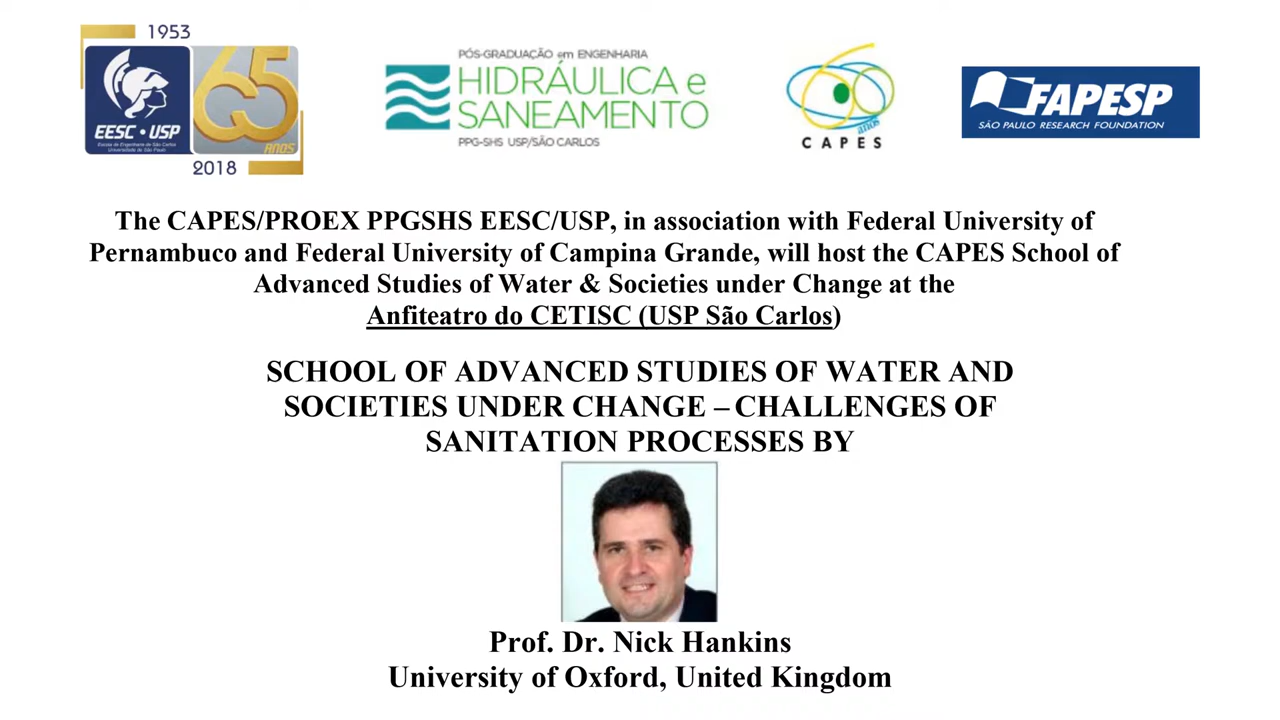 1953
EESC • USP
Escola de Engenharia de São Carlos
Universidade de São Paulo
65
ANOS
2018
PÓS-GRADUAÇÃO em ENGENHARIA
HIDRÁULICA e
SANEAMENTO
PPG-SHS USP/SÃO CARLOS
60
anos
CAPES
FAPESP
SÃO PAULO RESEARCH FOUNDATION
The CAPES/PROEX PPGSHS EESC/USP, in association with Federal University of
Pernambuco and Federal University of Campina Grande, will host the CAPES School of
Advanced Studies of Water & Societies under Change at the
Anfiteatro do CETISC (USP São Carlos)
SCHOOL OF ADVANCED STUDIES OF WATER AND
SOCIETIES UNDER CHANGE – CHALLENGES OF
SANITATION PROCESSES BY
Prof. Dr. Nick Hankins
University of Oxford, United Kingdom